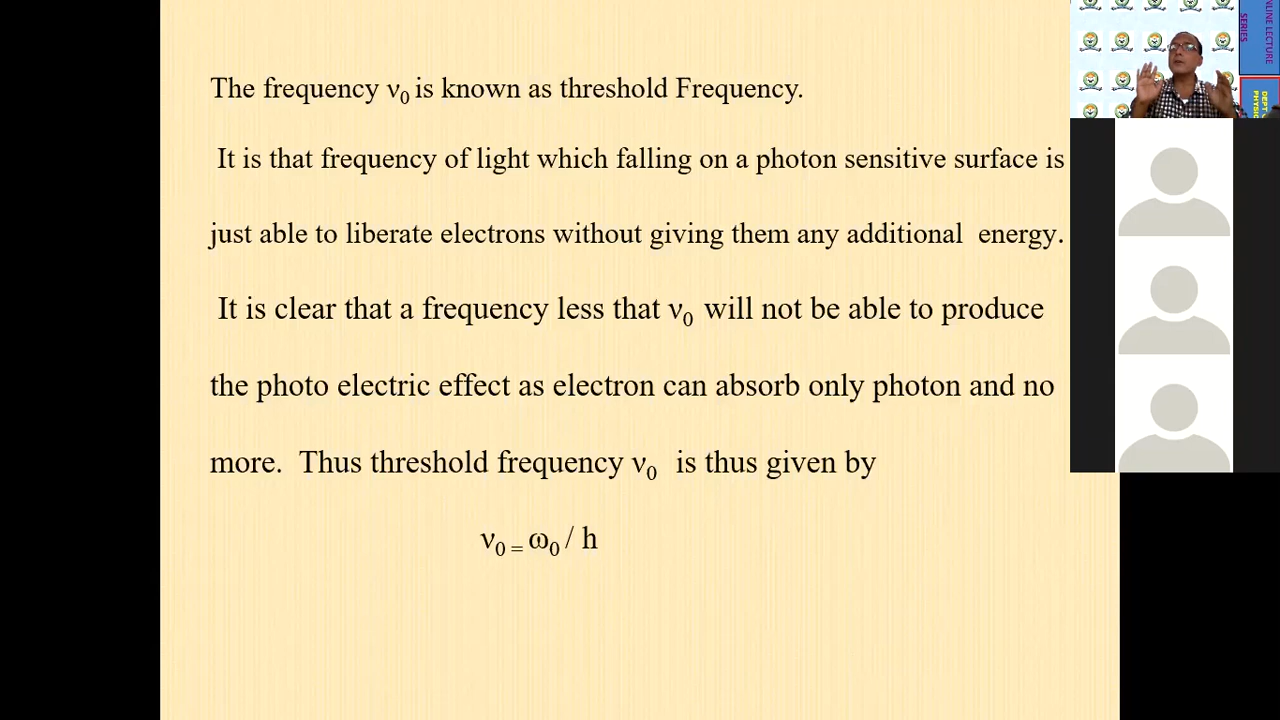 The frequency ν₀ is known as threshold Frequency.
It is that frequency of light which falling on a photon sensitive surface is
just able to liberate electrons without giving them any additional energy.
It is clear that a frequency less that ν₀ will not be able to produce
the photo electric effect as electron can absorb only photon and no
more. Thus threshold frequency ν₀ is thus given by
ν₀ = ω₀ / h
NLINE LECTURE
SERIES